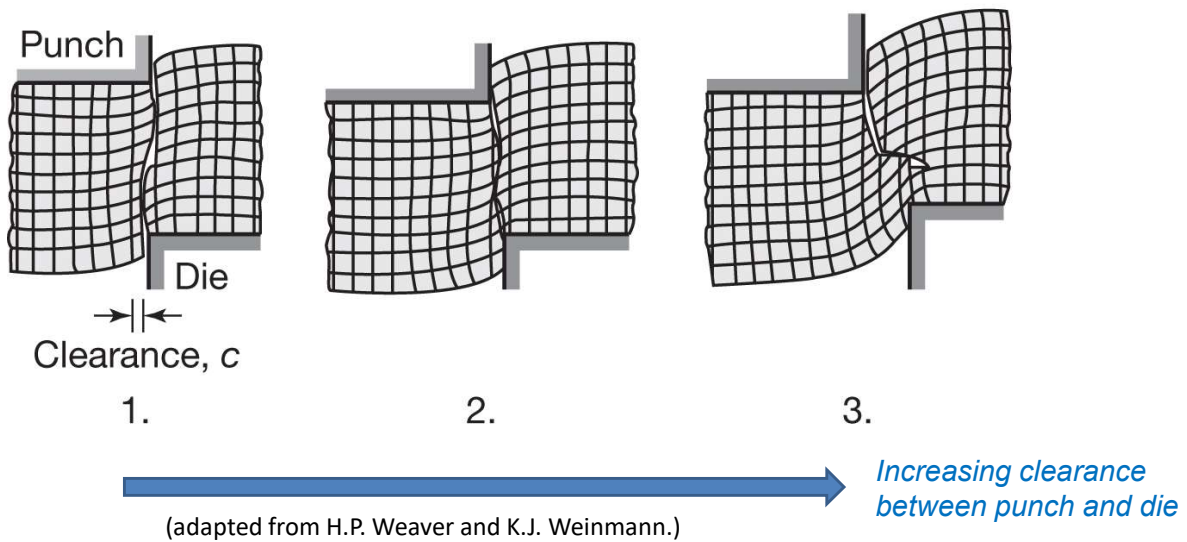 Punch
Die
Clearance, c
1.
2.
3.
Increasing clearance
between punch and die
(adapted from H.P. Weaver and K.J. Weinmann.)